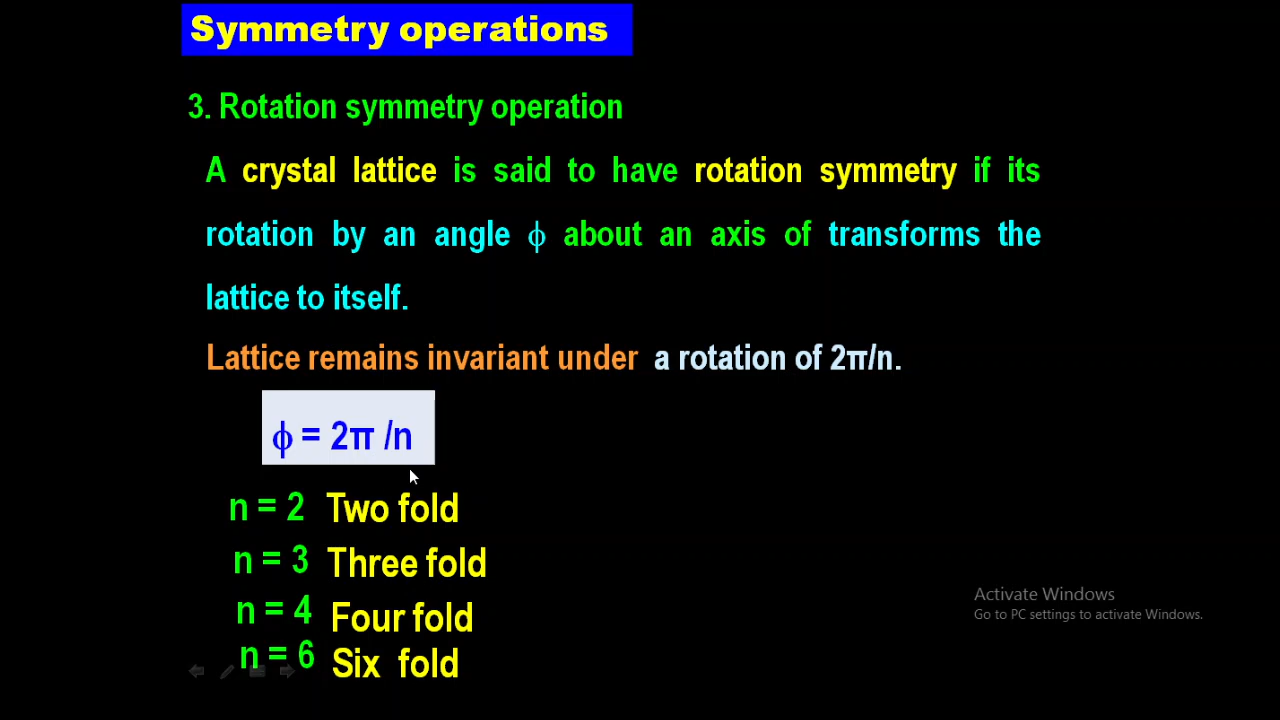 Symmetry operations
3. Rotation symmetry operation
A crystal lattice is said to have rotation symmetry if its
rotation by an angle ϕ about an axis of transforms the
lattice to itself.
Lattice remains invariant under a rotation of 2π/n.
ϕ = 2π /n
n = 2 Two fold
n = 3 Three fold
n = 4 Four fold
n = 6 Six fold
Activate Windows
Go to PC settings to activate Windows.